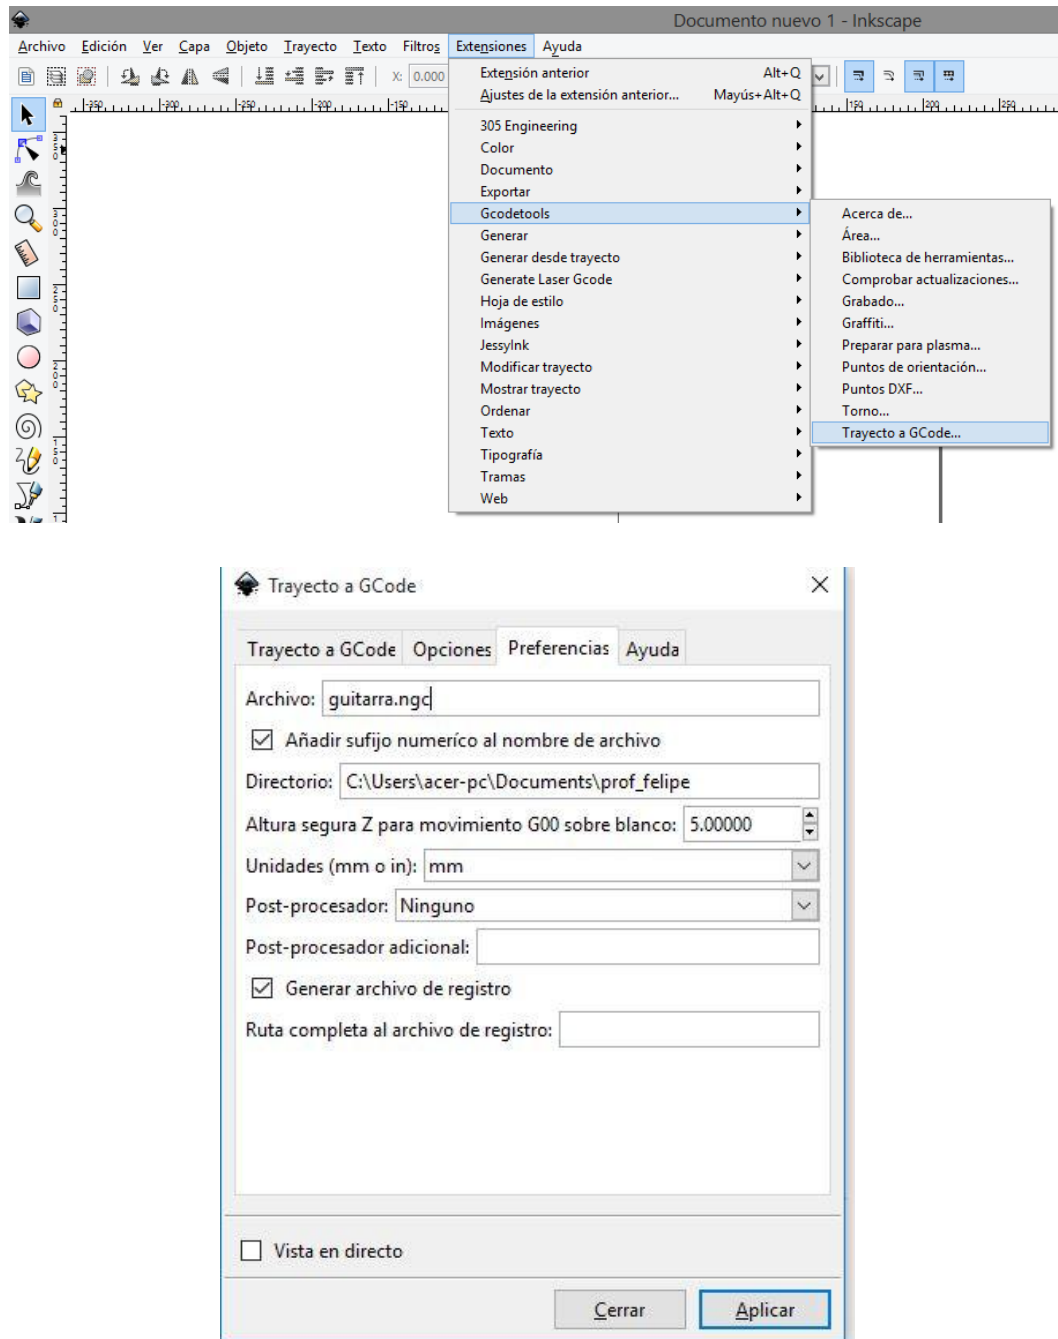 Documento nuevo 1 - Inkscape
Archivo Edición Ver Capa Objeto Trayecto Texto Filtros Extensiones Ayuda
X: 0.000
Extensión anterior Alt+Q
Ajustes de la extensión anterior... Mayús+Alt+Q
305 Engineering
Color
Documento
Exportar
Gcodetools
Generar
Generar desde trayecto
Generate Laser Gcode
Hoja de estilo
Imágenes
JessyInk
Modificar trayecto
Mostrar trayecto
Ordenar
Texto
Tipografía
Tramas
Web
Acerca de...
Área...
Biblioteca de herramientas...
Comprobar actualizaciones...
Grabado...
Graffiti...
Preparar para plasma...
Puntos de orientación...
Puntos DXF...
Torno...
Trayecto a GCode...
Trayecto a GCode
Trayecto a GCode Opciones Preferencias Ayuda
Archivo: guitarra.ngc
Añadir sufijo numeríco al nombre de archivo
Directorio: C:\Users\acer-pc\Documents\prof_felipe
Altura segura Z para movimiento G00 sobre blanco: 5.00000
Unidades (mm o in): mm
Post-procesador: Ninguno
Post-procesador adicional:
Generar archivo de registro
Ruta completa al archivo de registro:
Vista en directo
Cerrar Aplicar